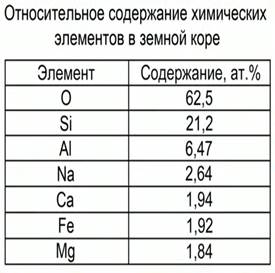 Относительное содержание химических
элементов в земной коре
Элемент Содержание, ат.%
O 62,5
Si 21,2
Al 6,47
Na 2,64
Ca 1,94
Fe 1,92
Mg 1,84